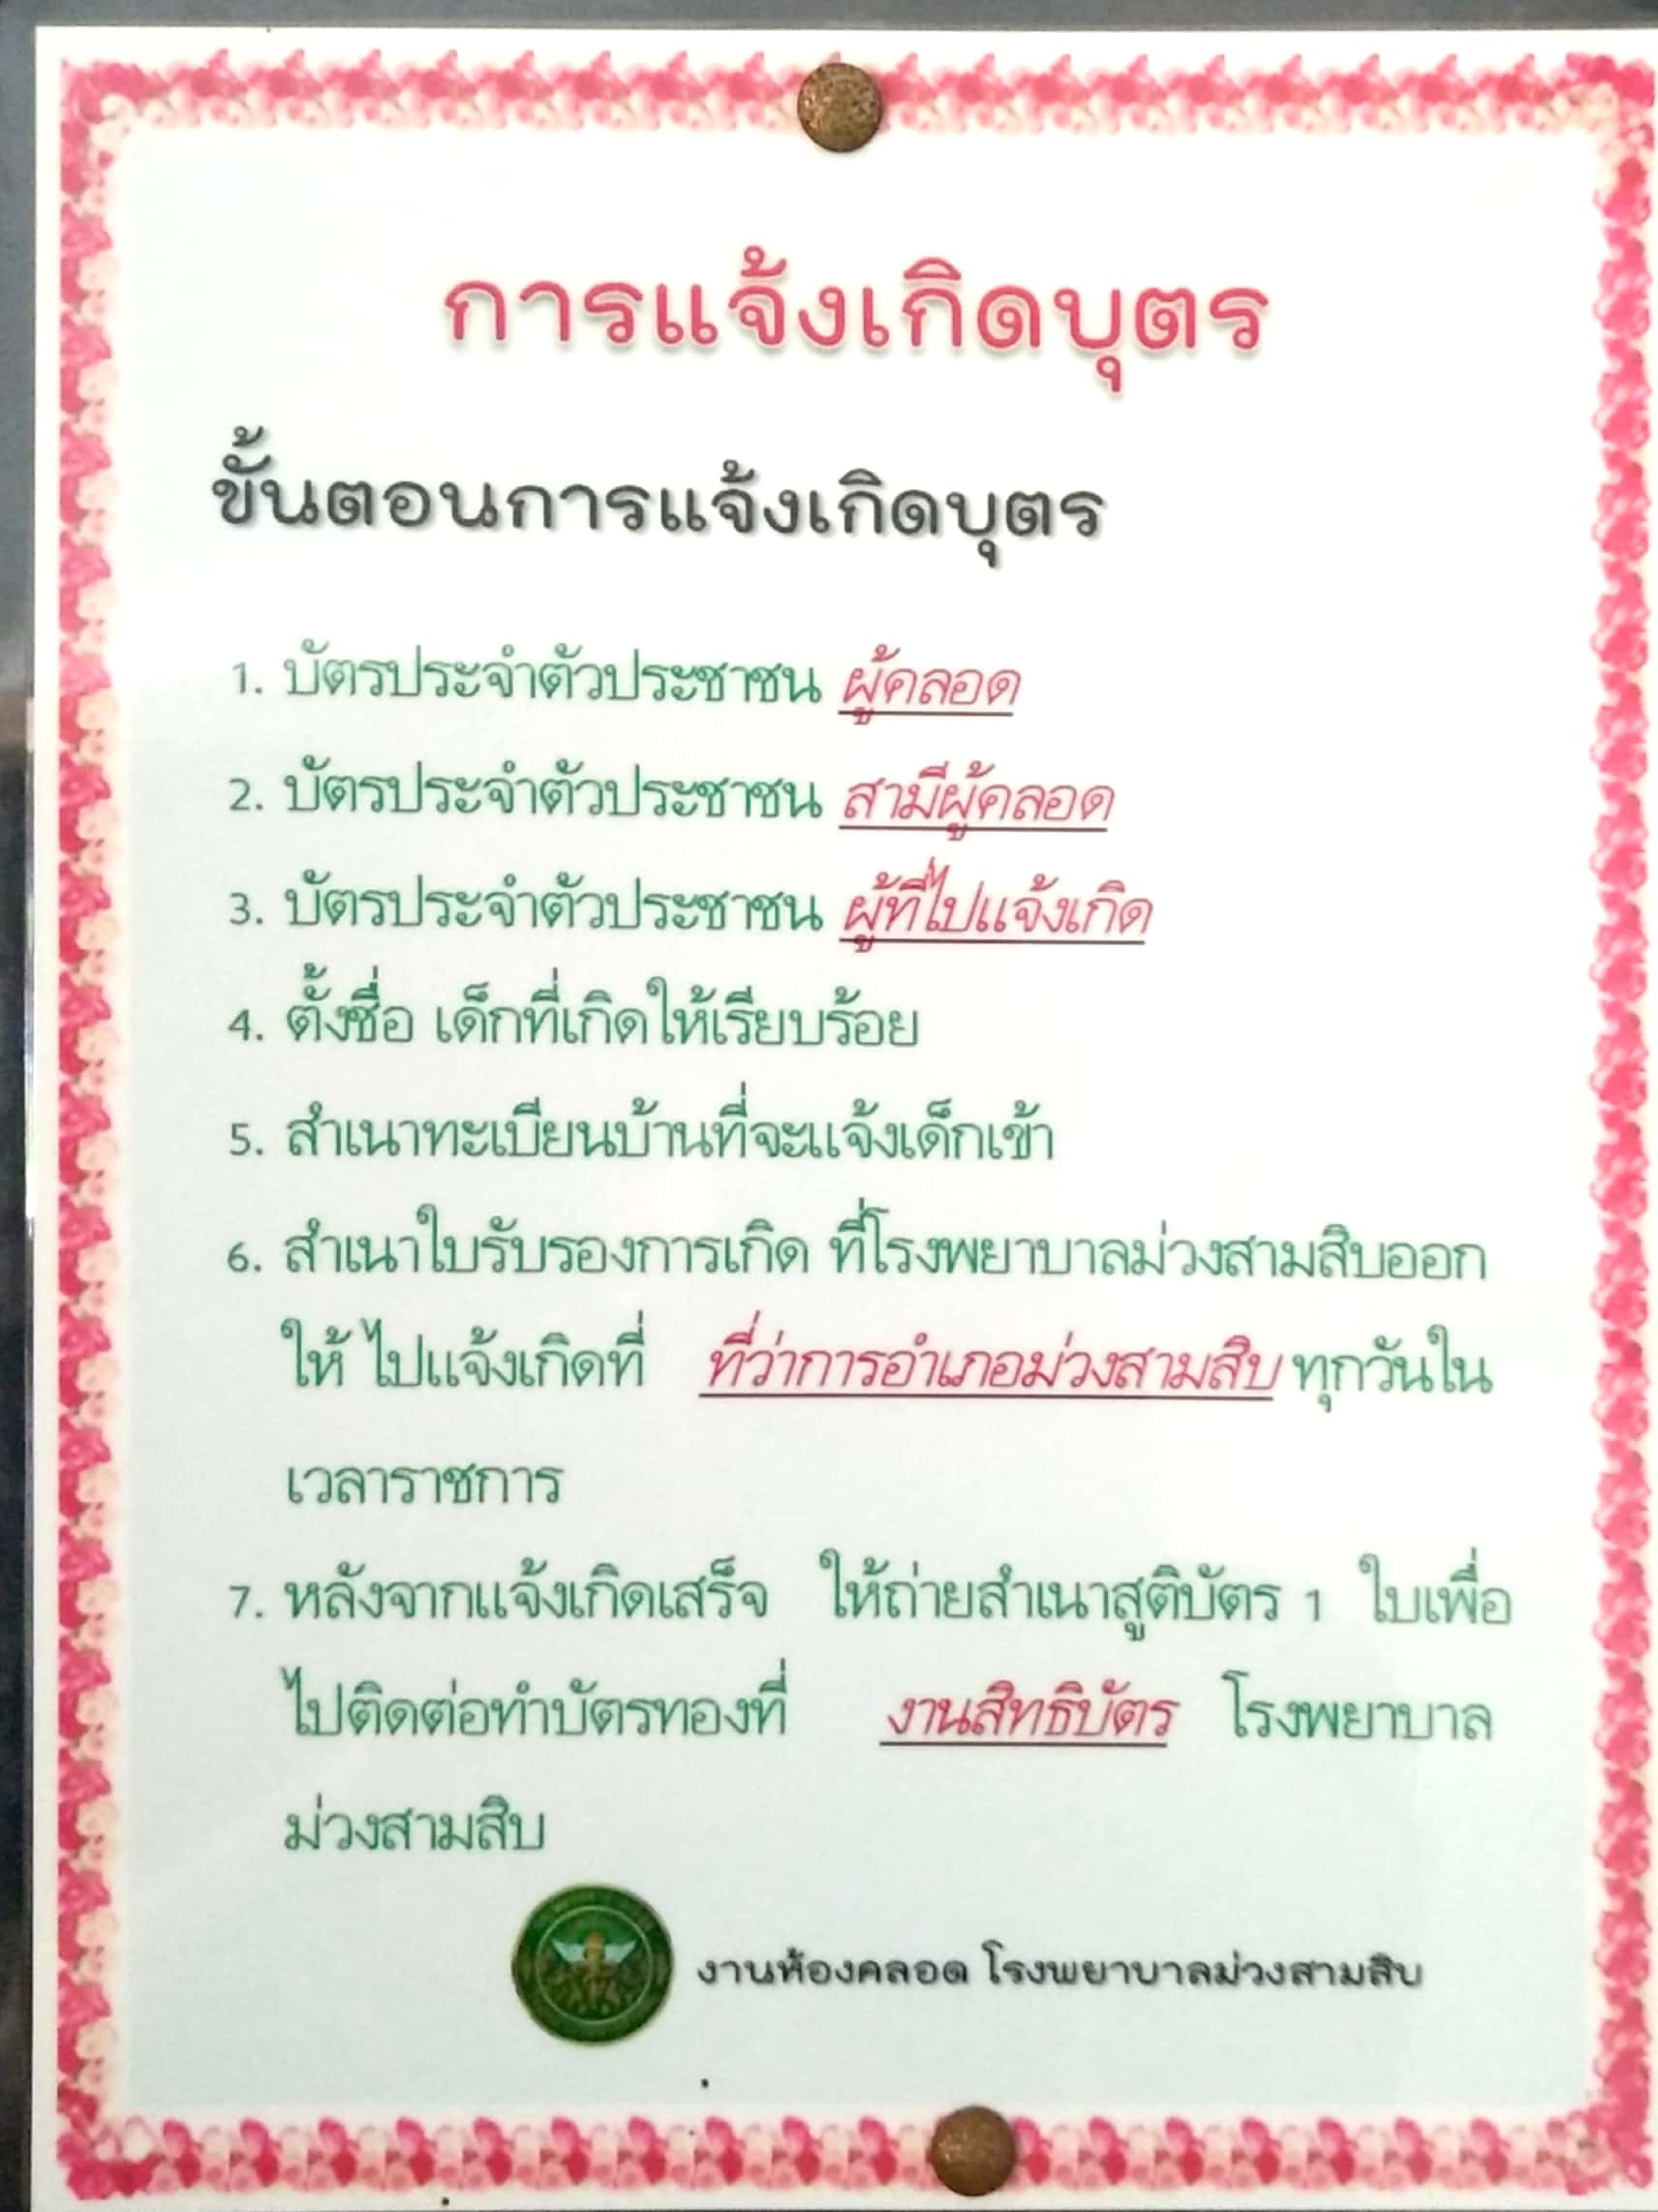 การแจ้งเกิดบุตร
ขั้นตอนการแจ้งเกิดบุตร
1. บัตรประจำตัวประชาชน ผู้คลอด
2. บัตรประจำตัวประชาชน สามีผู้คลอด
3. บัตรประจำตัวประชาชน ผู้ที่ไปแจ้งเกิด
4. ตั้งชื่อ เด็กที่เกิดให้เรียบร้อย
5. สำเนาทะเบียนบ้านที่จะแจ้งเด็กเข้า
6. สำเนาใบรับรองการเกิด ที่โรงพยาบาลม่วงสามสิบออก
ให้ ไปแจ้งเกิดที่ ที่ว่าการอำเภอม่วงสามสิบ ทุกวันใน
เวลาราชการ
7. หลังจากแจ้งเกิดเสร็จ ให้ถ่ายสำเนาสูติบัตร 1 ใบเพื่อ
ไปติดต่อทำบัตรทองที่ งานสิทธิบัตร โรงพยาบาล
ม่วงสามสิบ
งานห้องคลอด โรงพยาบาลม่วงสามสิบ